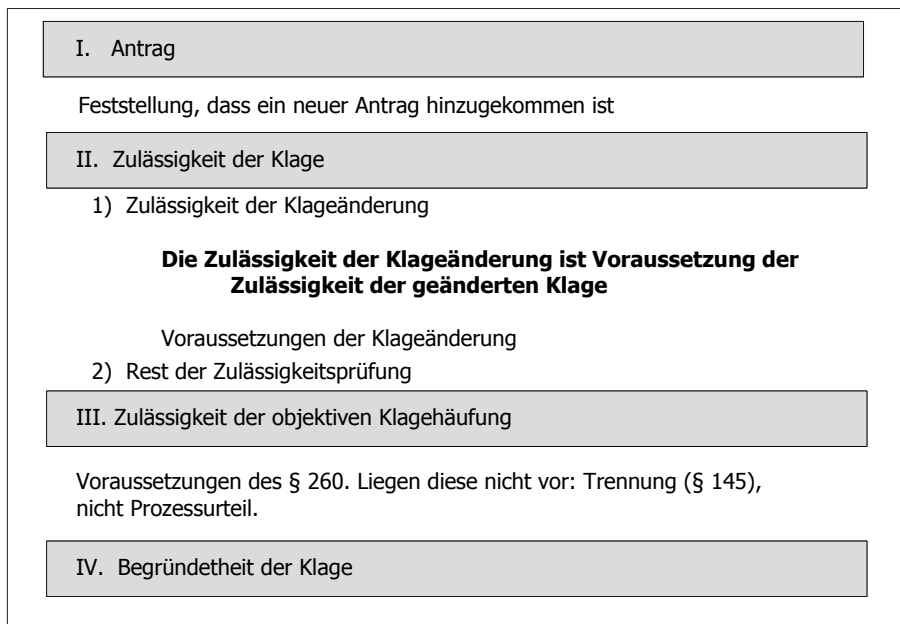 I. Antrag
Feststellung, dass ein neuer Antrag hinzugekommen ist
II. Zulässigkeit der Klage
1) Zulässigkeit der Klageänderung
Die Zulässigkeit der Klageänderung ist Voraussetzung der
Zulässigkeit der geänderten Klage
Voraussetzungen der Klageänderung
2) Rest der Zulässigkeitsprüfung
III. Zulässigkeit der objektiven Klagehäufung
Voraussetzungen des § 260. Liegen diese nicht vor: Trennung (§ 145),
nicht Prozessurteil.
IV. Begründetheit der Klage